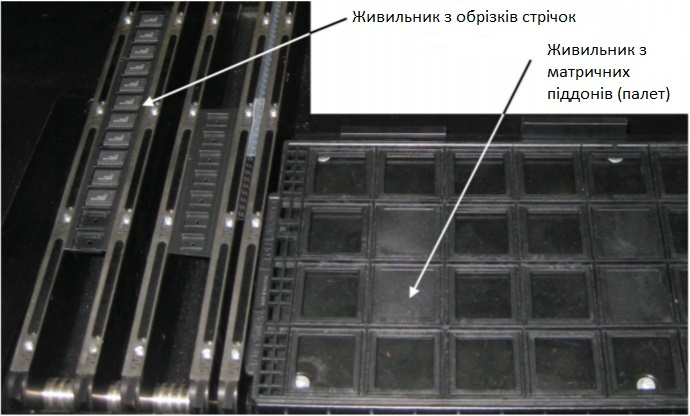 Живильник з обрізків стрічок
Живильник з
матричних
піддонів (палет)